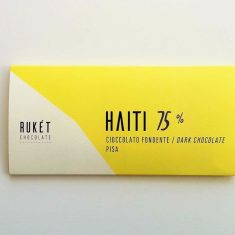 RUKÉT
CHOCOLATE
HAITI 75 %
CIOCCOLATO FONDENTE / DARK CHOCOLATE
PISA